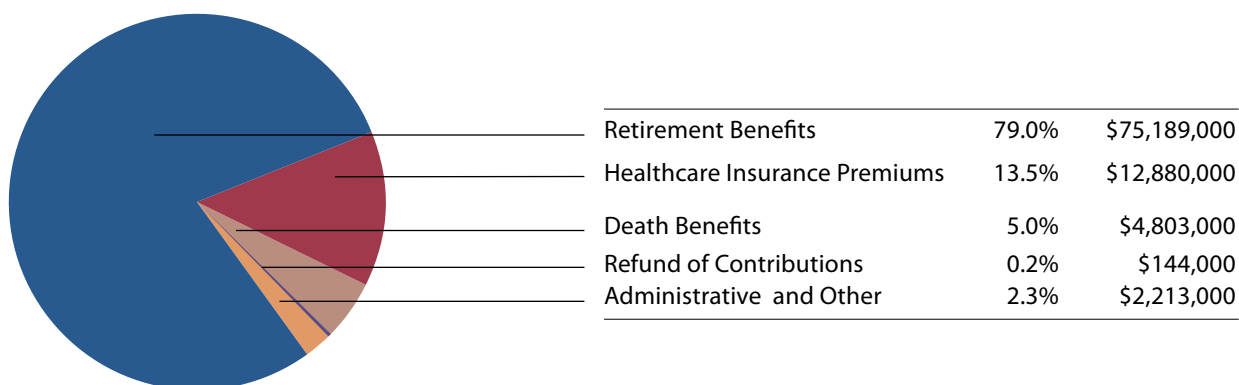 Retirement Benefits 79.0% $75,189,000
Healthcare Insurance Premiums 13.5% $12,880,000
Death Benefits 5.0% $4,803,000
Refund of Contributions 0.2% $144,000
Administrative and Other 2.3% $2,213,000